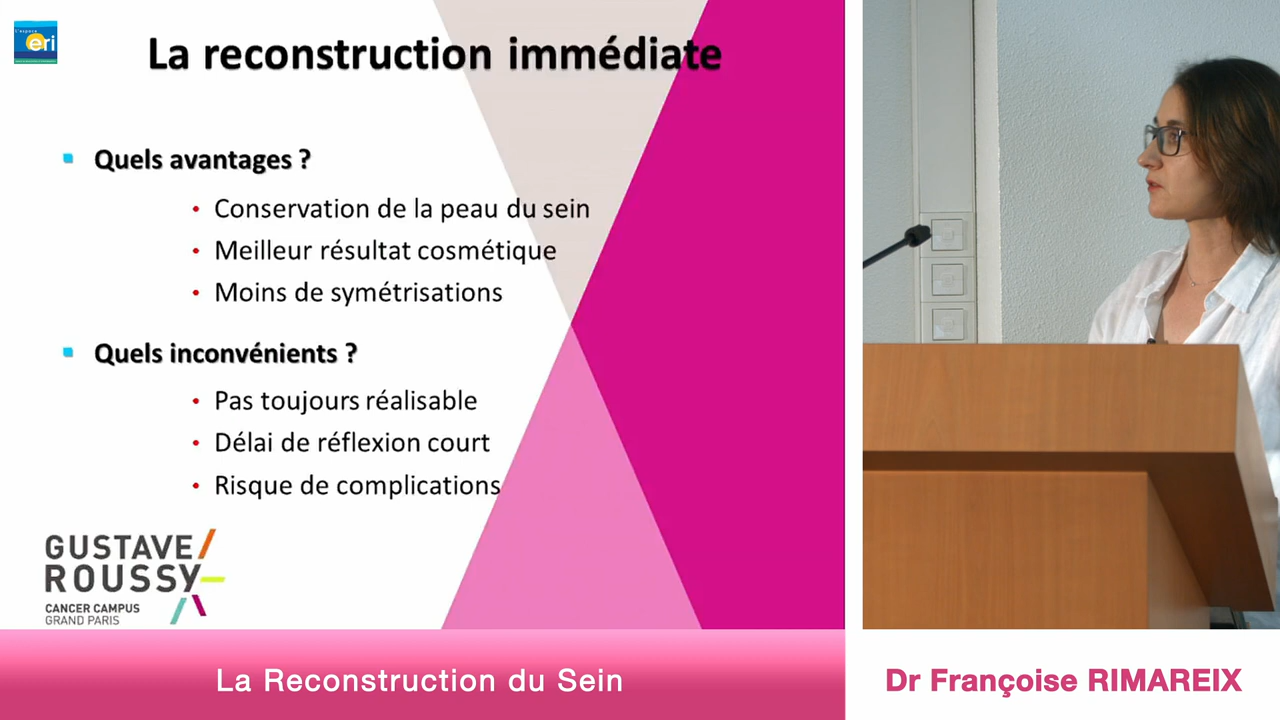 L'espace
eri
La reconstruction immédiate
Quels avantages ?
Conservation de la peau du sein
Meilleur résultat cosmétique
Moins de symétrisations
Quels inconvénients ?
Pas toujours réalisable
Délai de réflexion court
Risque de complications
GUSTAVE
ROUSSY
CANCER CAMPUS
GRAND PARIS
La Reconstruction du Sein
Dr Françoise RIMAREIX